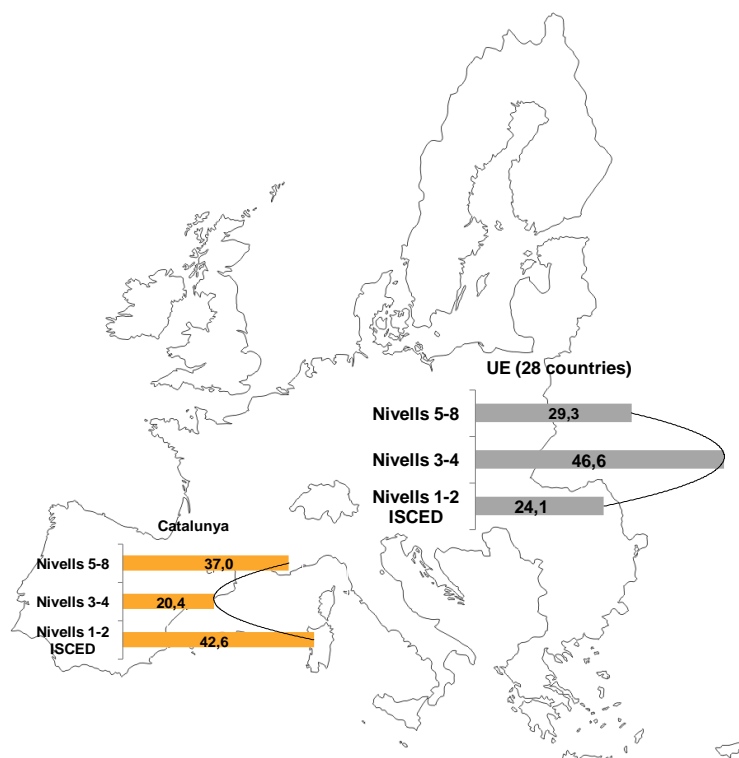 UE (28 countries)
Nivells 5-8
29,3
Nivells 3-4
46,6
Nivells 1-2
ISCED
24,1
Catalunya
Nivells 5-8
37,0
Nivells 3-4
20,4
Nivells 1-2
ISCED
42,6